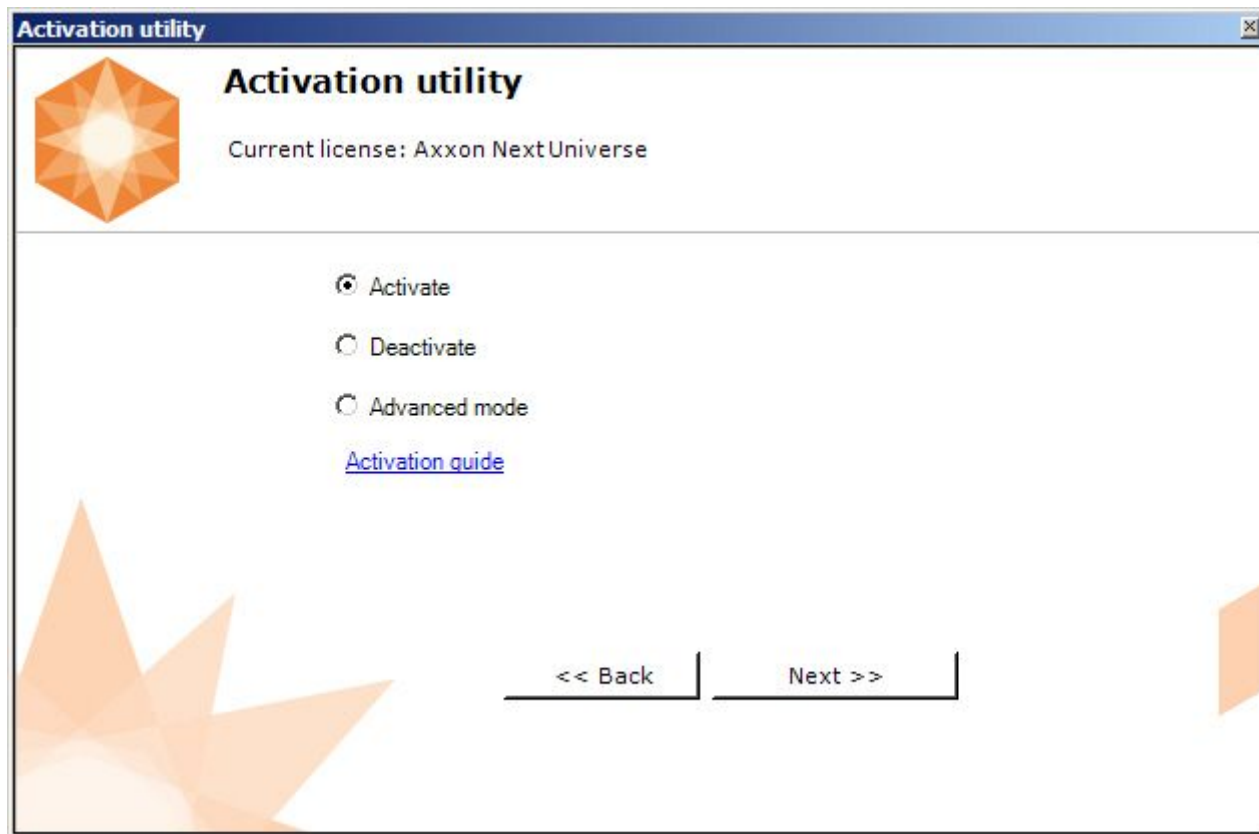 Activation utility
Activation utility
Current license: Axxon Next Universe
Activate
Deactivate
Advanced mode
Activation guide
<< Back
Next >>